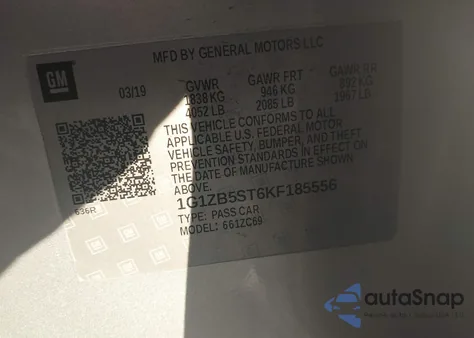 MFD BY GENERAL MOTORS LLC
GM
03/19
GVWR GAWR FRT GAWR RR
1838 KG 946 KG 892 KG
4052 LB 2085 LB 1967 LB
THIS VEHICLE CONFORMS TO ALL
APPLICABLE U.S. FEDERAL MOTOR
VEHICLE SAFETY, BUMPER, AND THEFT
PREVENTION STANDARDS IN EFFECT ON
THE DATE OF MANUFACTURE SHOWN
ABOVE.
636R
1G1ZB5ST6KF185556
TYPE: PASS CAR
MODEL: 661ZC69
autoSnap